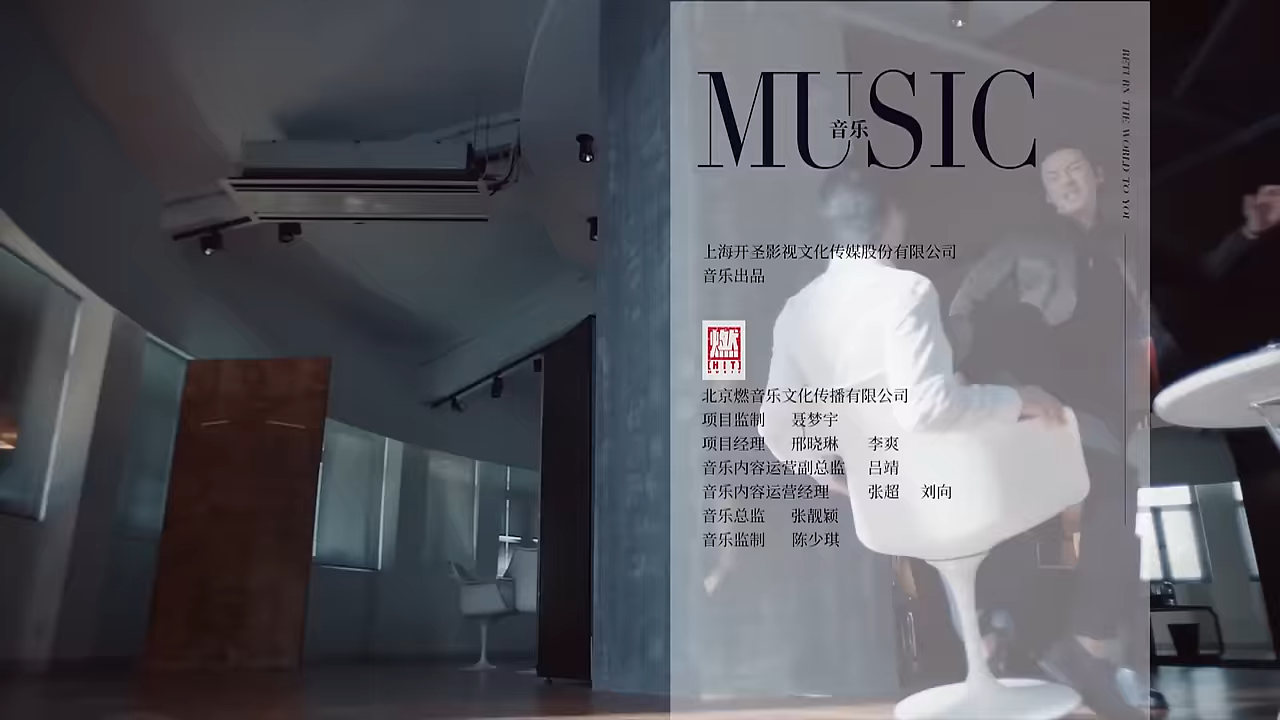 MUSIC
音乐
RETURN THE WORLD TO YOU
上海开圣影视文化传媒股份有限公司
音乐出品
燃
[HIT]
MUSIC
北京燃音乐文化传播有限公司
项目监制 聂梦宇
项目经理 邢晓琳 李爽
音乐内容运营副总监 吕靖
音乐内容运营经理 张超 刘向
音乐总监 张靓颖
音乐监制 陈少琪